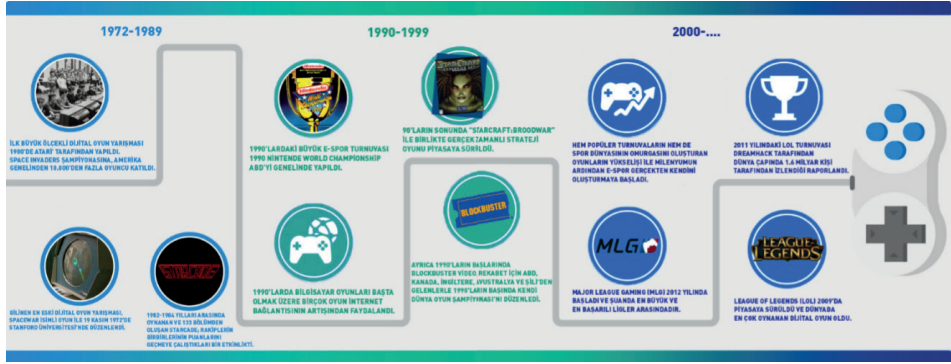 1972-1989
İLK BÜYÜK ÖLÇEKLİ DİJİTAL OYUN YARIŞMASI
1980'DE ATARİ TARAFINDAN YAPILDI.
SPACE INVADERS ŞAMPİYONASINA, AMERİKA
GENELİNDEN 10.000'DEN FAZLA OYUNCU KATILDI.
BİLİNEN EN ESKİ DİJİTAL OYUN YARIŞMASI,
SPACEWAR İSİMLİ OYUN İLE 19 KASIM 1972'DE
STANFORD ÜNİVERSİTESİ'NDE DÜZENLENDİ.
STARCADE
1982-1984 YILLARI ARASINDA
OYNANAN VE 133 BÖLÜMDEN
OLUŞAN STARCADE, RAKİPLERİN
BİRBİRLERİNİN PUANLARINI
GEÇMEYE ÇALIŞTIKLARI BİR ETKİNLİKTİ.
1990-1999
Nintendo
1990'LARDAKİ BÜYÜK E-SPOR TURNUVASI
1990 NINTENDE WORLD CHAMPIONSHIP
ABD'Yİ GENELİNDE YAPILDI.
STARCRAFT
90'LARIN SONUNDA "STARCRAFT:BROODWAR"
İLE BİRLİKTE GERÇEKZAMANLI STRATEJİ
OYUNU PİYASAYA SÜRİLDÜ.
1990'LARDA BİLGİSAYAR OYUNLARI BAŞTA
OLMAK ÜZERE BİRÇOK OYUN İNTERNET
BAĞLANTISININ ARTIŞINDAN FAYDALANDI.
BLOCKBUSTER
AYRICA 1990'LARIN BAŞLARINDA
BLOCKBUSTER VİDEO, REKABET İÇİN ABD,
KANADA, İNGİLTERE, AVUSTRALYA VE ŞİLİ'DEN
GELENLERLE 1990'LARIN BAŞINDA KENDİ
DÜNYA OYUN ŞAMPİYONASI'NI DÜZENLEDİ.
2000-....
HEM POPÜLER TURNUVALARIN HEM DE
SPOR DÜNYASININ OMURGASINI OLUŞTURAN
OYUNLARIN YÜKSELİŞİ İLE MİLENYUMUN
ARDINDAN E-SPOR GERÇEKTEN KENDİNİ
OLUŞTURMAYA BAŞLADI.
2011 YILINDAKİ LOL TURNUVASI
DREAMHACK TARAFINDAN
DÜNYA ÇAPINDA 1.6 MİLYAR KİŞİ
TARAFINDAN İZLENDİĞİ RAPORLANDI.
MLG
MAJOR LEAGUE GAMING (MLG) 2012 YILINDA
BAŞLADI VE ŞUANDA EN BÜYÜK VE
EN BAŞARILI LİGLER ARASINDADIR.
LEAGUE OF
LEGENDS
LEAGUE OF LEGENDS (LOL) 2009'DA
PİYASAYA SÜRÜLDÜ VE DÜNYADA
EN ÇOK OYNANAN DİJİTAL OYUN OLDU.